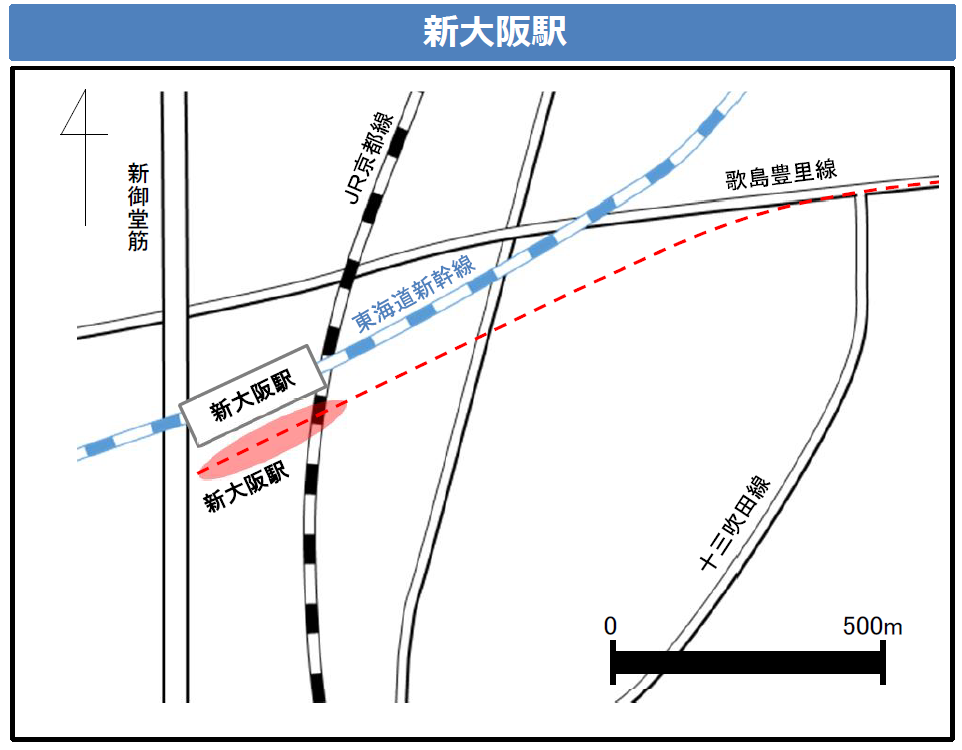 新大阪駅
新御堂筋
JR京都線
歌島豊里線
東海道新幹線
新大阪駅
新大阪駅
十三吹田線
0 500m